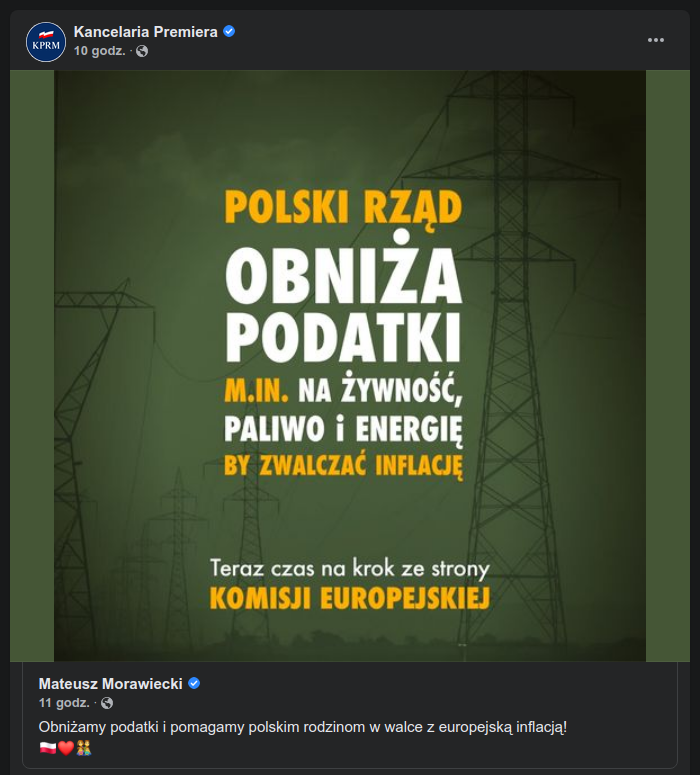 KPRM
Kancelaria Premiera
10 godz. ·
POLSKI RZĄD
OBNIŻA
PODATKI
M.IN. NA ŻYWNOŚĆ,
PALIWO i ENERGIĘ
BY ZWALCZAĆ INFLACJĘ
Teraz czas na krok ze strony
KOMISJI EUROPEJSKIEJ
Mateusz Morawiecki
11 godz. ·
Obniżamy podatki i pomagamy polskim rodzinom w walce z europejską inflacją!
🇵🇱❤️👨‍👩‍👧‍👦